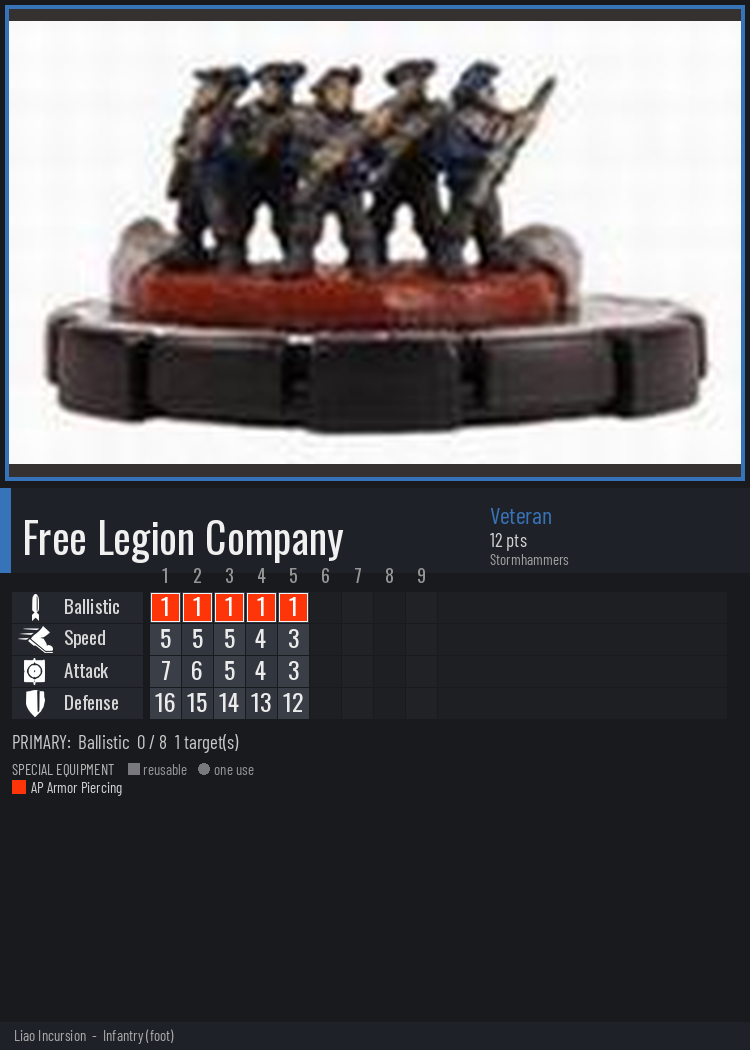 Free Legion Company
Veteran
12 pts
Stormhammers
1 2 3 4 5 6 7 8 9
Ballistic 1 1 1 1 1
Speed 5 5 5 4 3
Attack 7 6 5 4 3
Defense 16 15 14 13 12
PRIMARY: Ballistic 0 / 8 1 target(s)
SPECIAL EQUIPMENT reusable one use
AP Armor Piercing
Liao Incursion - Infantry (foot)